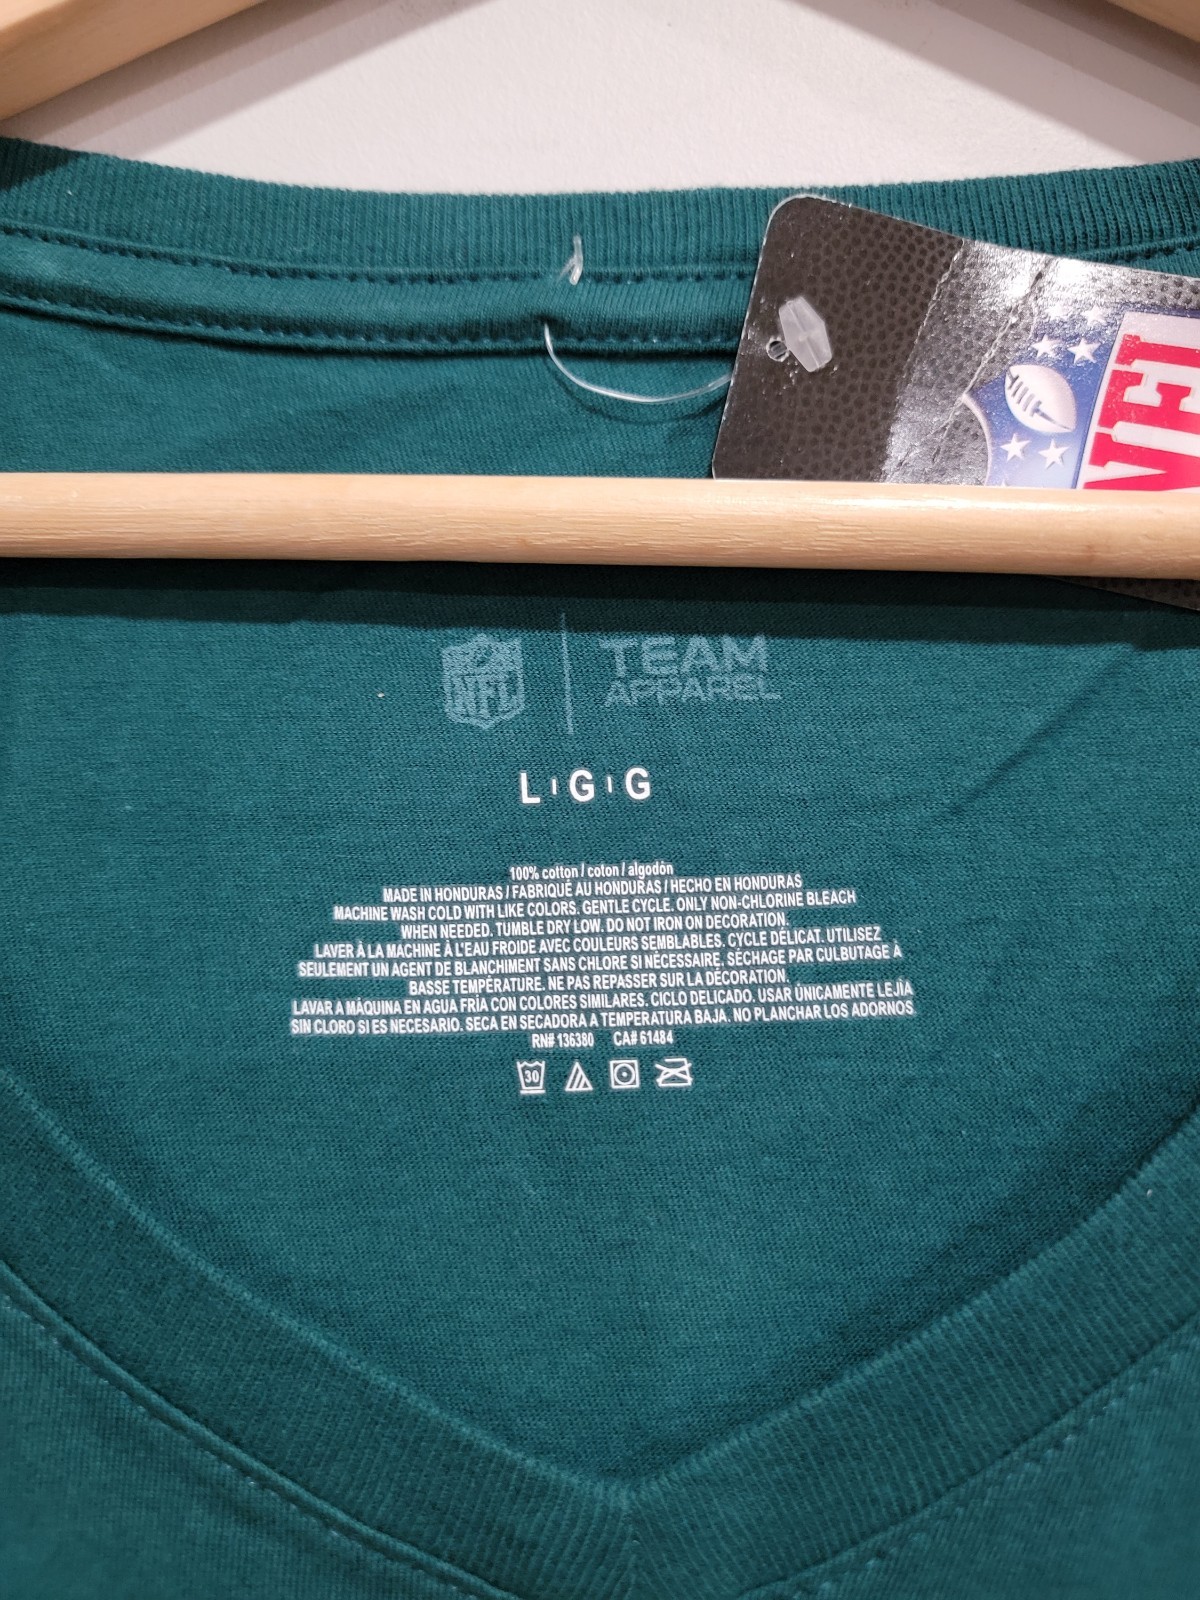 NFL
NFL
TEAM
APPAREL
L G G
100% cotton / coton / algodón
MADE IN HONDURAS / FABRIQUÉ AU HONDURAS / HECHO EN HONDURAS
MACHINE WASH COLD WITH LIKE COLORS. GENTLE CYCLE. ONLY NON-CHLORINE BLEACH
WHEN NEEDED. TUMBLE DRY LOW. DO NOT IRON ON DECORATION.
LAVER À LA MACHINE À L'EAU FROIDE AVEC COULEURS SEMBLABLES. CYCLE DÉLICAT. UTILISEZ
SEULEMENT UN AGENT DE BLANCHIMENT SANS CHLORE SI NÉCESSAIRE. SÉCHAGE PAR CULBUTAGE À
BASSE TEMPÉRATURE. NE PAS REPASSER SUR LA DÉCORATION.
LAVAR A MÁQUINA EN AGUA FRÍA CON COLORES SIMILARES. CICLO DELICADO. USAR ÚNICAMENTE LEJÍA
SIN CLORO SI ES NECESARIO. SECA EN SECADORA A TEMPERATURA BAJA. NO PLANCHAR LOS ADORNOS
RN# 136380 CA# 61484
30